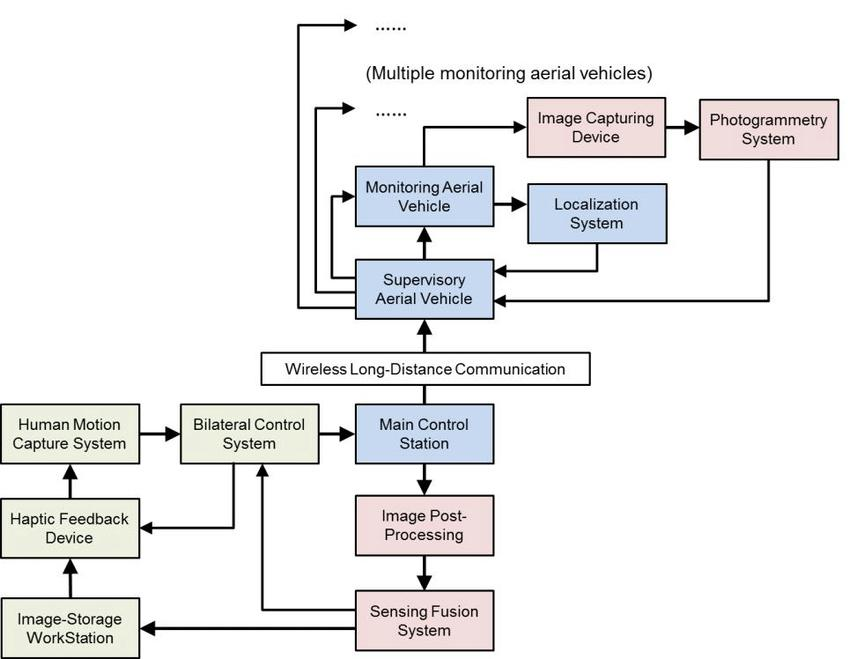 ......
(Multiple monitoring aerial vehicles)
......
Image Capturing
Device
Photogrammetry
System
Monitoring Aerial
Vehicle
Localization
System
Supervisory
Aerial Vehicle
Wireless Long-Distance Communication
Human Motion
Capture System
Bilateral Control
System
Main Control
Station
Haptic Feedback
Device
Image Post-
Processing
Image-Storage
WorkStation
Sensing Fusion
System